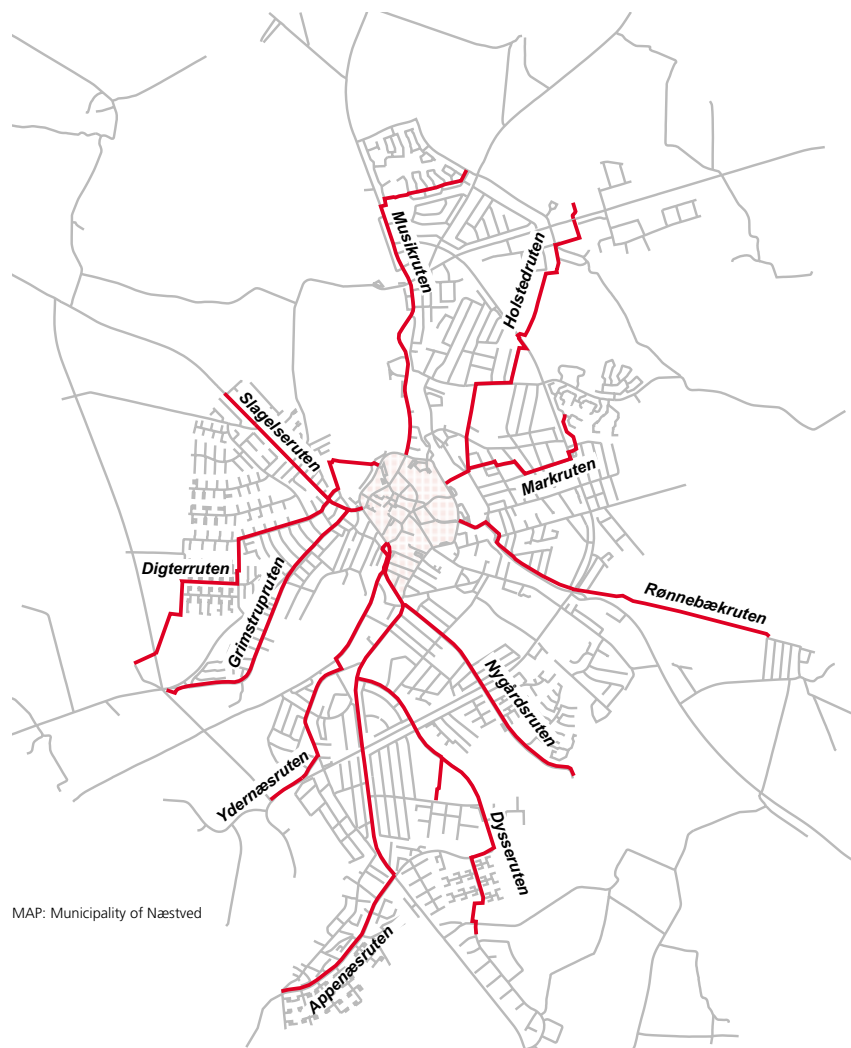 Musikruten
Holstedruten
Slagelseruten
Markruten
Digterruten
Rønnebækruten
Grimstrupruten
Nygårdsruten
Ydernæsruten
Dysseruten
MAP: Municipality of Næstved
Appenæsruten